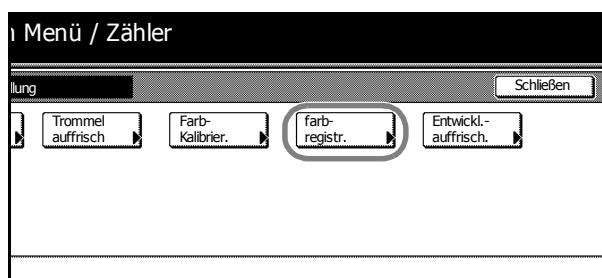 Menü / Zähler
llung
Schließen
Trommel
auffrisch
Farb-
Kalibrier.
farb-
registr.
Entwickl.-
auffrisch.